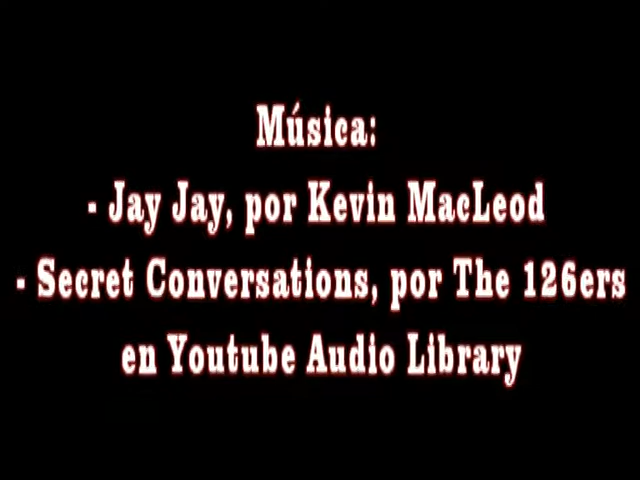 Música:
- Jay Jay, por Kevin MacLeod
- Secret Conversations, por The 126ers
en Youtube Audio Library